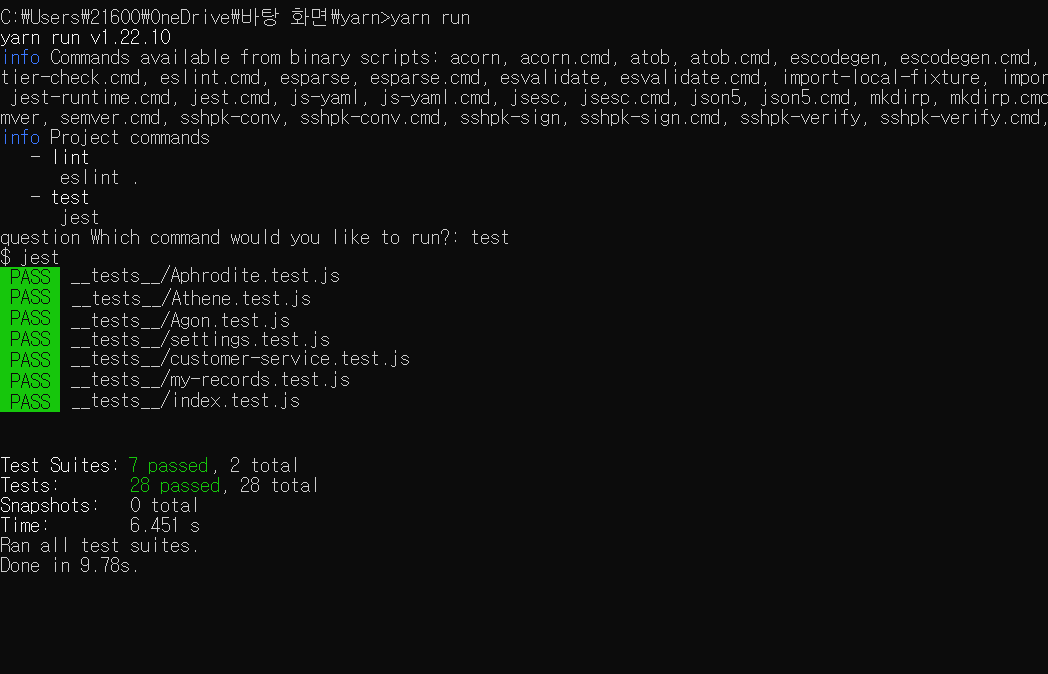 C:₩Users₩21600₩OneDrive₩바탕 화면₩yarn>yarn run
yarn run v1.22.10
info Commands available from binary scripts: acorn, acorn.cmd, atob, atob.cmd, escodegen, escodegen.cmd,
tier-check.cmd, eslint.cmd, esparse, esparse.cmd, esvalidate, esvalidate.cmd, import-local-fixture, impor
jest-runtime.cmd, jest.cmd, js-yaml, js-yaml.cmd, jsesc, jsesc.cmd, json5, json5.cmd, mkdirp, mkdirp.cmd
mver, semver.cmd, sshpk-conv, sshpk-conv.cmd, sshpk-sign, sshpk-sign.cmd, sshpk-verify, sshpk-verify.cmd,
info Project commands
- lint
eslint .
- test
jest
question Which command would you like to run?: test
$ jest
PASS __tests__/Aphrodite.test.js
PASS __tests__/Athene.test.js
PASS __tests__/Agon.test.js
PASS __tests__/settings.test.js
PASS __tests__/customer-service.test.js
PASS __tests__/my-records.test.js
PASS __tests__/index.test.js
Test Suites: 7 passed, 2 total
Tests: 28 passed, 28 total
Snapshots: 0 total
Time: 6.451 s
Ran all test suites.
Done in 9.78s.